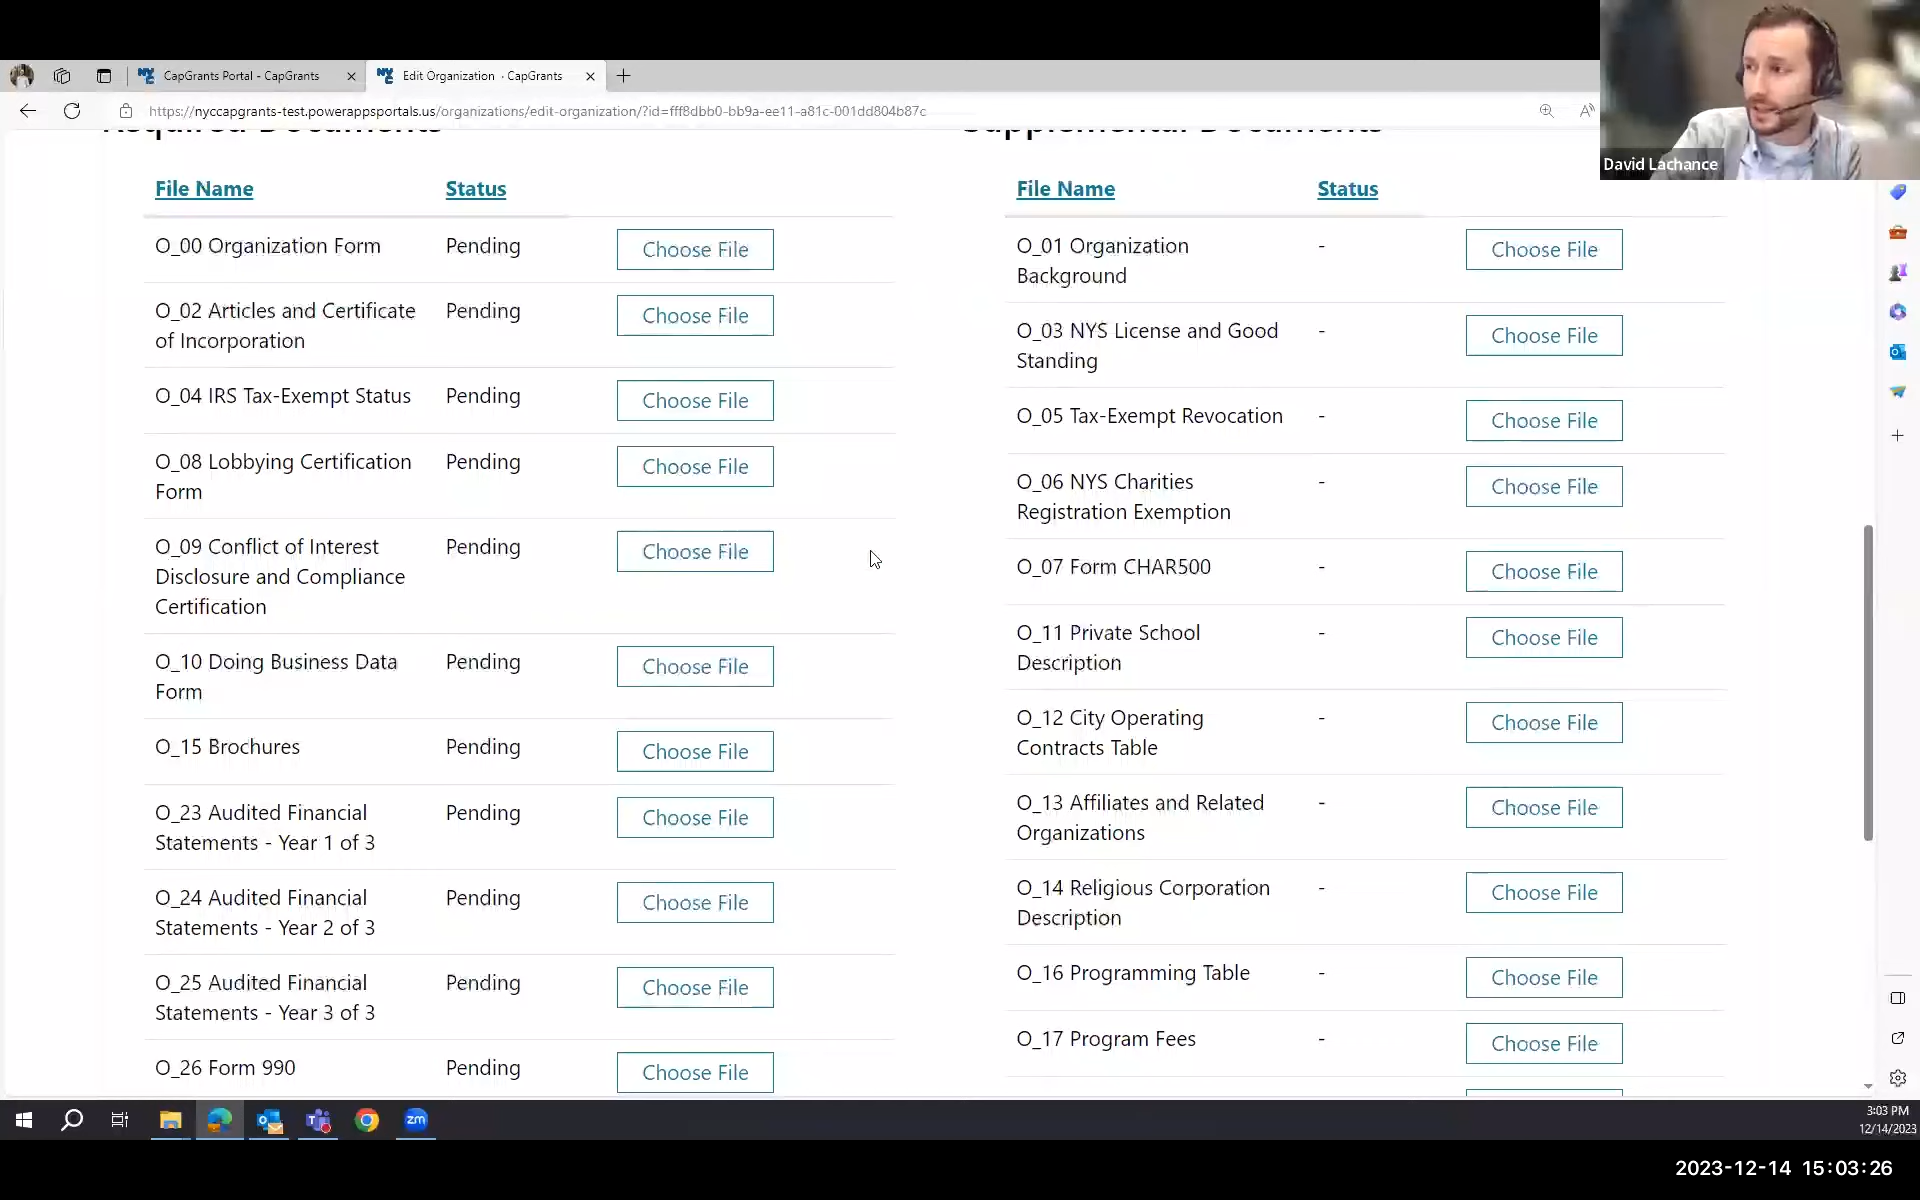 CapGrants Portal - CapGrants
Edit Organization · CapGrants
https://nyccapgrants-test.powerappsportals.us/organizations/edit-organization/?id=fff8dbb0-bb9a-ee11-a81c-001dd804b87c
David Lachance
Required Documents
File Name Status
O_00 Organization Form Pending Choose File
O_02 Articles and Certificate
of Incorporation Pending Choose File
O_04 IRS Tax-Exempt Status Pending Choose File
O_08 Lobbying Certification
Form Pending Choose File
O_09 Conflict of Interest
Disclosure and Compliance
Certification Pending Choose File
O_10 Doing Business Data
Form Pending Choose File
O_15 Brochures Pending Choose File
O_23 Audited Financial
Statements - Year 1 of 3 Pending Choose File
O_24 Audited Financial
Statements - Year 2 of 3 Pending Choose File
O_25 Audited Financial
Statements - Year 3 of 3 Pending Choose File
O_26 Form 990 Pending Choose File
Supplemental Documents
File Name Status
O_01 Organization
Background - Choose File
O_03 NYS License and Good
Standing - Choose File
O_05 Tax-Exempt Revocation - Choose File
O_06 NYS Charities
Registration Exemption - Choose File
O_07 Form CHAR500 - Choose File
O_11 Private School
Description - Choose File
O_12 City Operating
Contracts Table - Choose File
O_13 Affiliates and Related
Organizations - Choose File
O_14 Religious Corporation
Description - Choose File
O_16 Programming Table - Choose File
O_17 Program Fees - Choose File
zm
3:03 PM
12/14/2023
2023-12-14 15:03:26